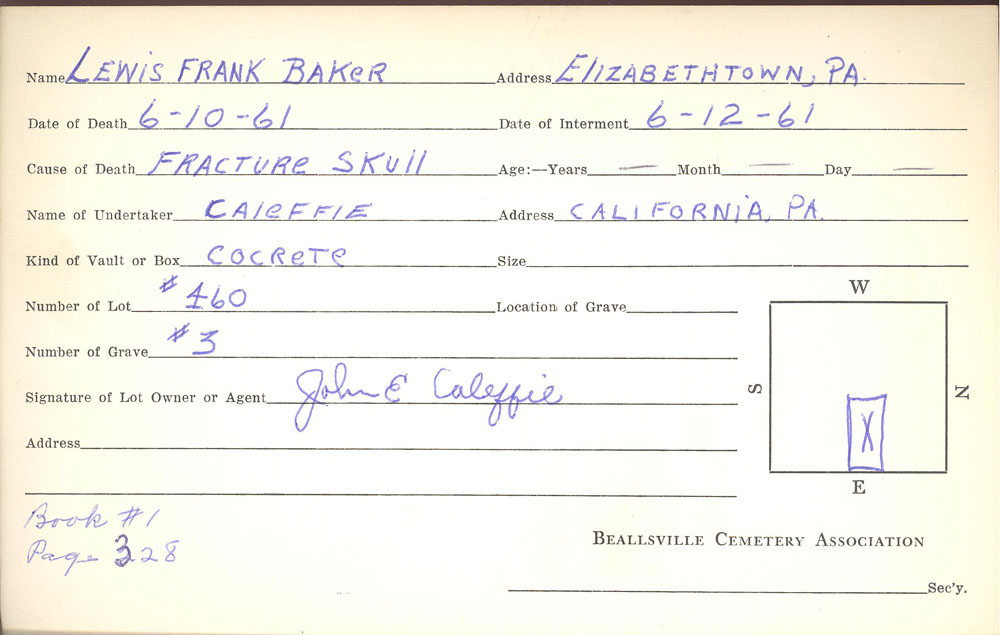 Name LEWIS FRANK BAKER Address ELIZABETHTOWN, PA.
Date of Death 6-10-61 Date of Interment 6-12-61
Cause of Death FRACTURE SKUll Age:—Years — Month — Day —
Name of Undertaker CALEFFIE Address CALIFORNIA, PA.
Kind of Vault or Box COCRETE Size
Number of Lot # 460 Location of Grave
W
Number of Grave # 3
Signature of Lot Owner or Agent John E Caleffie
S N
X
Address
E
Book #1
Page 328
BEALLSVILLE CEMETERY ASSOCIATION
Sec'y.